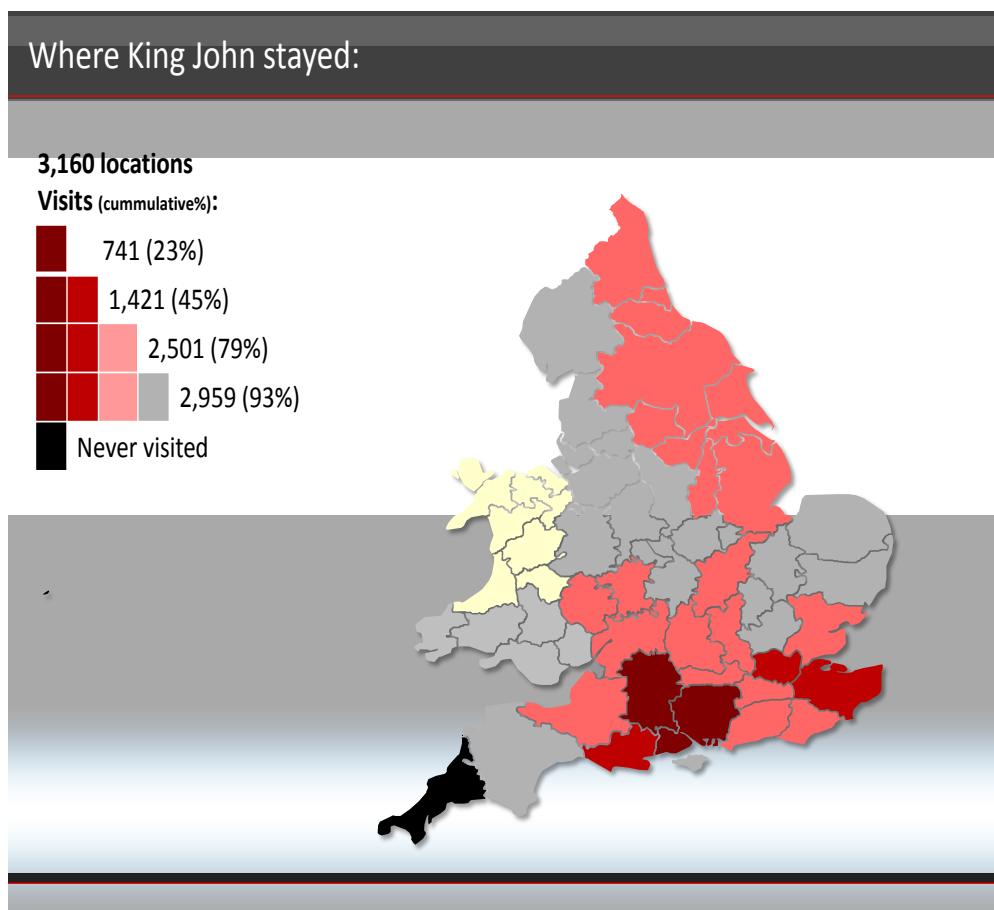 Where King John stayed:
3,160 locations
Visits (cummulative%):
741 (23%)
1,421 (45%)
2,501 (79%)
2,959 (93%)
Never visited